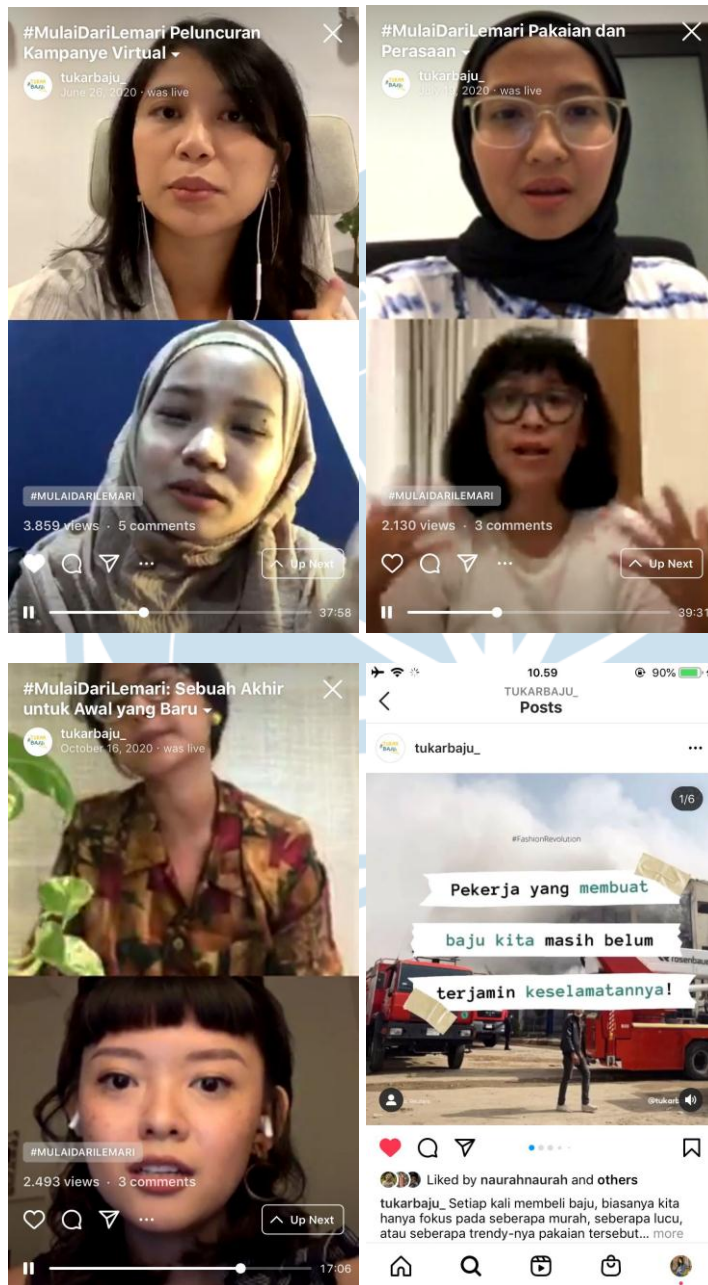 #MulaiDariLemari Peluncuran
Kampanye Virtual
tukarbaju_
June 26, 2020 · was live
#MULAIDARILEMARI
3.859 views · 5 comments
Up Next
37:58
#MulaiDariLemari Pakaian dan
Perasaan
tukarbaju_
2020 · was live
#MULAIDARILEMARI
2.130 views · 3 comments
Up Next
39:31
#MulaiDariLemari: Sebuah Akhir
untuk Awal yang Baru
tukarbaju_
October 16, 2020 · was live
#MULAIDARILEMARI
2.493 views · 3 comments
Up Next
17:06
10.59
90%
TUKARBAJU_
Posts
tukarbaju_
1/6
#FashionRevolution
Pekerja yang membuat
baju kita masih belum
terjamin keselamatannya!
rosenbauer
@tukarb
Liked by naurahnaurah and others
tukarbaju_ Setiap kali membeli baju, biasanya kita
hanya fokus pada seberapa murah, seberapa lucu,
atau seberapa trendy-nya pakaian tersebut... more